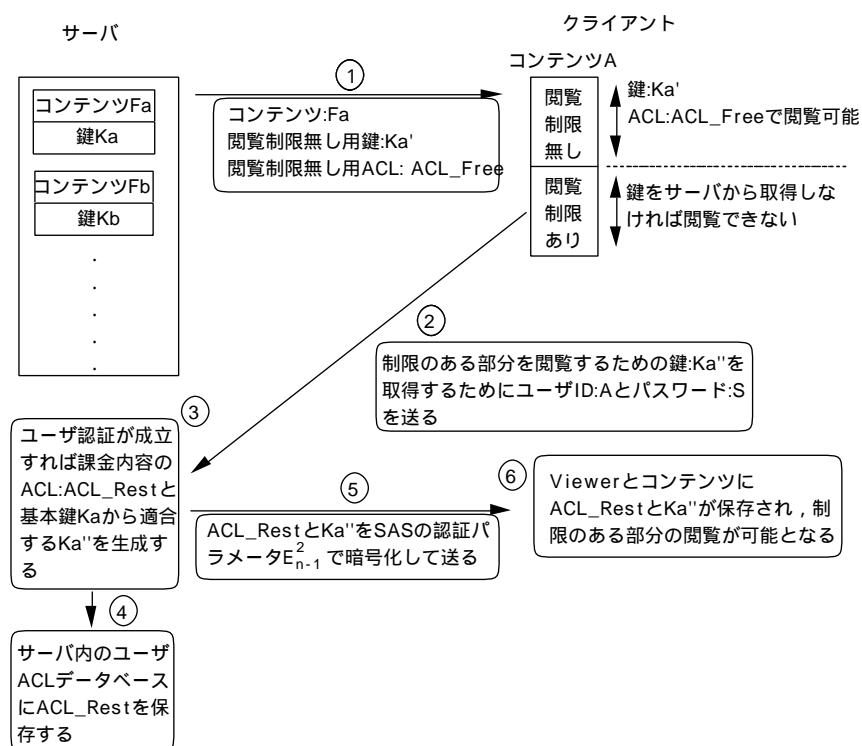 サーバ
クライアント
コンテンツA
コンテンツFa
鍵Ka
コンテンツFb
鍵Kb
.
.
.
.
.
1
コンテンツ:Fa
閲覧制限無し用鍵:Ka'
閲覧制限無し用ACL: ACL_Free
閲覧
制限
無し
鍵:Ka'
ACL:ACL_Freeで閲覧可能
閲覧
制限
あり
鍵をサーバから取得しな
ければ閲覧できない
2
制限のある部分を閲覧するための鍵:Ka''を
取得するためにユーザID:Aとパスワード:S
を送る
3
ユーザ認証が成立
すれば課金内容の
ACL:ACL_Restと
基本鍵Kaから適合
するKa''を生成す
る
4
サーバ内のユーザ
ACLデータベース
にACL_Restを保
存する
5
ACL_RestとKa''をSASの認証パ
ラメータE²ₙ₋₁で暗号化して送る
6
Viewerとコンテンツに
ACL_RestとKa''が保存され , 制
限のある部分の閲覧が可能となる